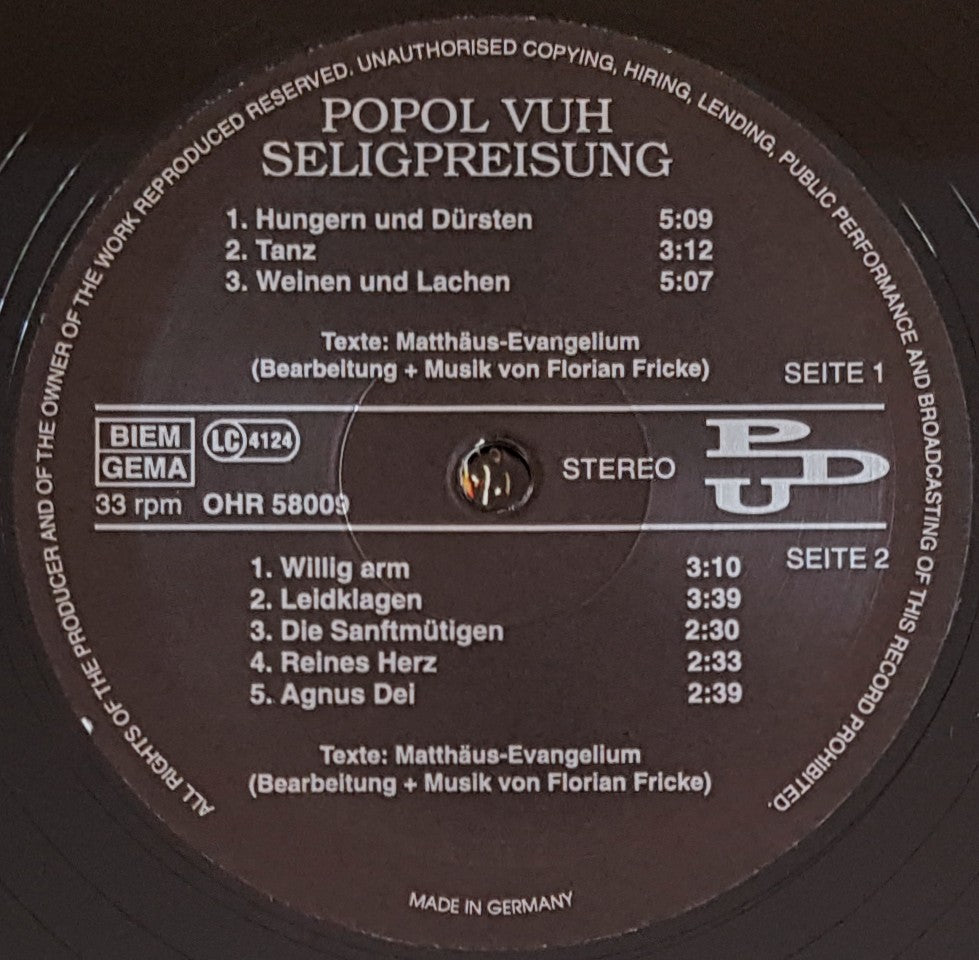 ALL RIGHTS OF THE PRODUCER AND OF THE OWNER OF THE WORK REPRODUCED RESERVED. UNAUTHORISED COPYING, HIRING, LENDING, PUBLIC PERFORMANCE AND BROADCASTING OF THIS RECORD PROHIBITED.
POPOL VUH
SELIGPREISUNG
1. Hungern und Dürsten 5:09
2. Tanz 3:12
3. Weinen und Lachen 5:07
Texte: Matthäus-Evangelium
(Bearbeitung + Musik von Florian Fricke)
SEITE 1
BIEM
GEMA
LC 4124
STEREO
PDU
33 rpm OHR 58009
SEITE 2
1. Willig arm 3:10
2. Leidklagen 3:39
3. Die Sanftmütigen 2:30
4. Reines Herz 2:33
5. Agnus Dei 2:39
Texte: Matthäus-Evangelium
(Bearbeitung + Musik von Florian Fricke)
MADE IN GERMANY